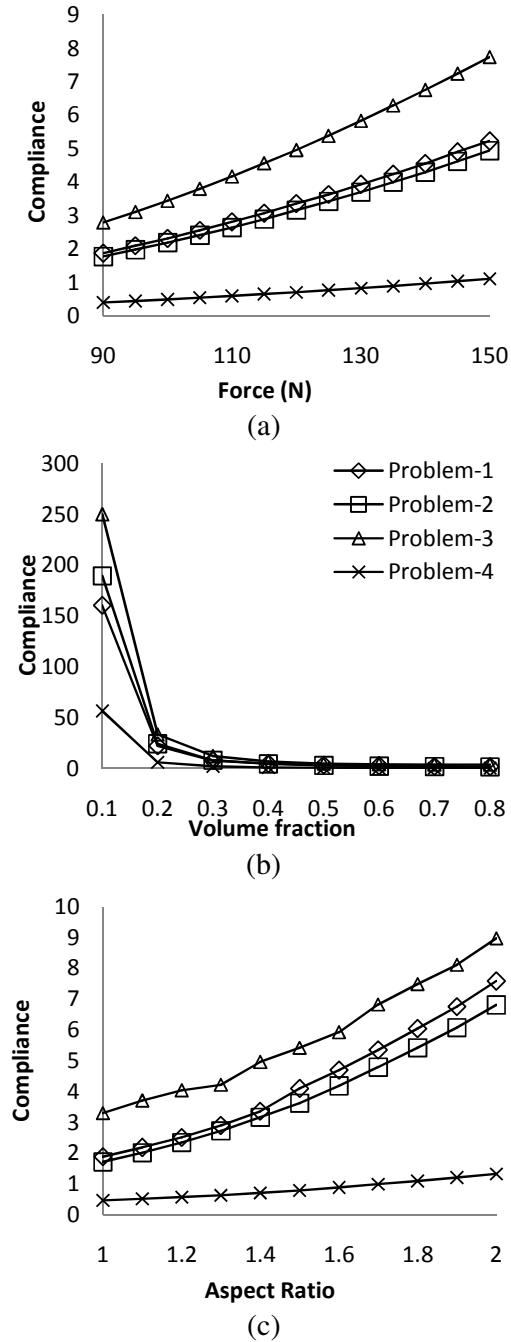 9
8
7
6
5
4
3
2
1
0
Compliance
90 110 130 150
Force (N)
(a)
300
250
200
150
100
50
0
Compliance
Problem-1
Problem-2
Problem-3
Problem-4
0.1 0.2 0.3 0.4 0.5 0.6 0.7 0.8
Volume fraction
(b)
10
9
8
7
6
5
4
3
2
1
0
Compliance
1 1.2 1.4 1.6 1.8 2
Aspect Ratio
(c)